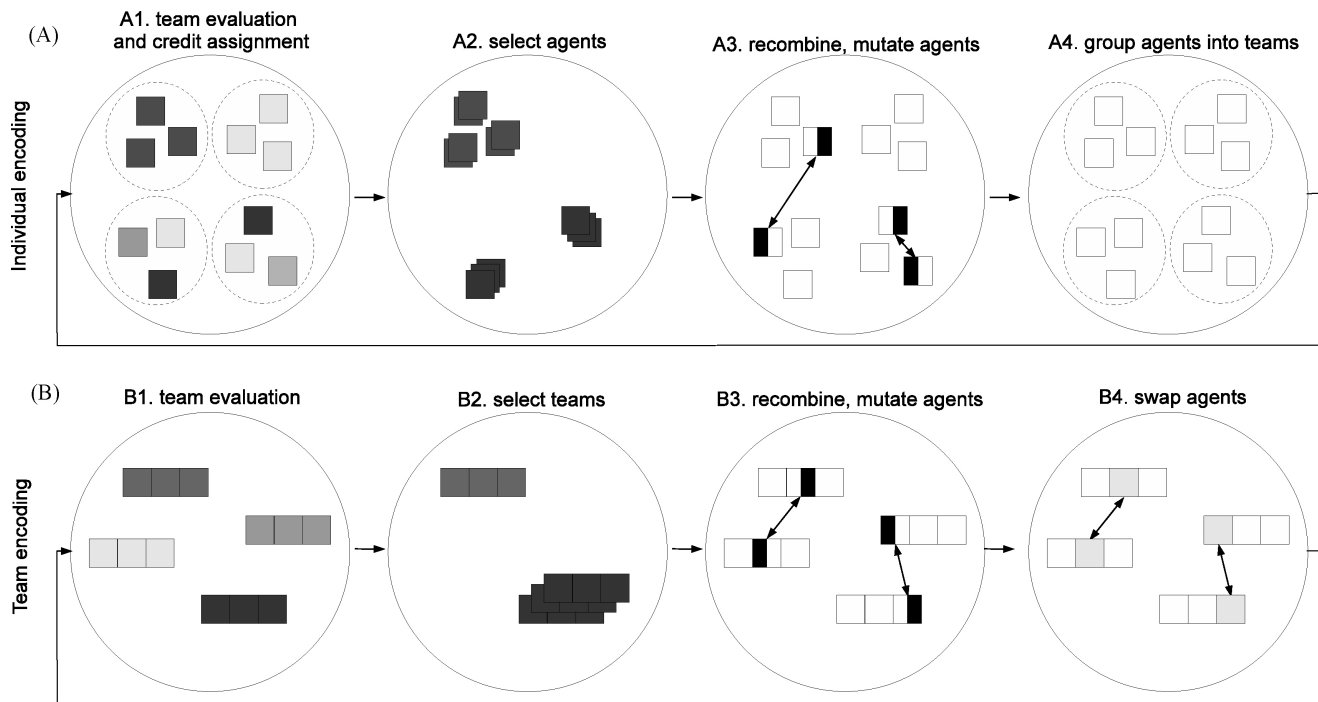 (A)
A1. team evaluation
and credit assignment
A2. select agents
A3. recombine, mutate agents
A4. group agents into teams
Individual encoding
(B)
B1. team evaluation
B2. select teams
B3. recombine, mutate agents
B4. swap agents
Team encoding